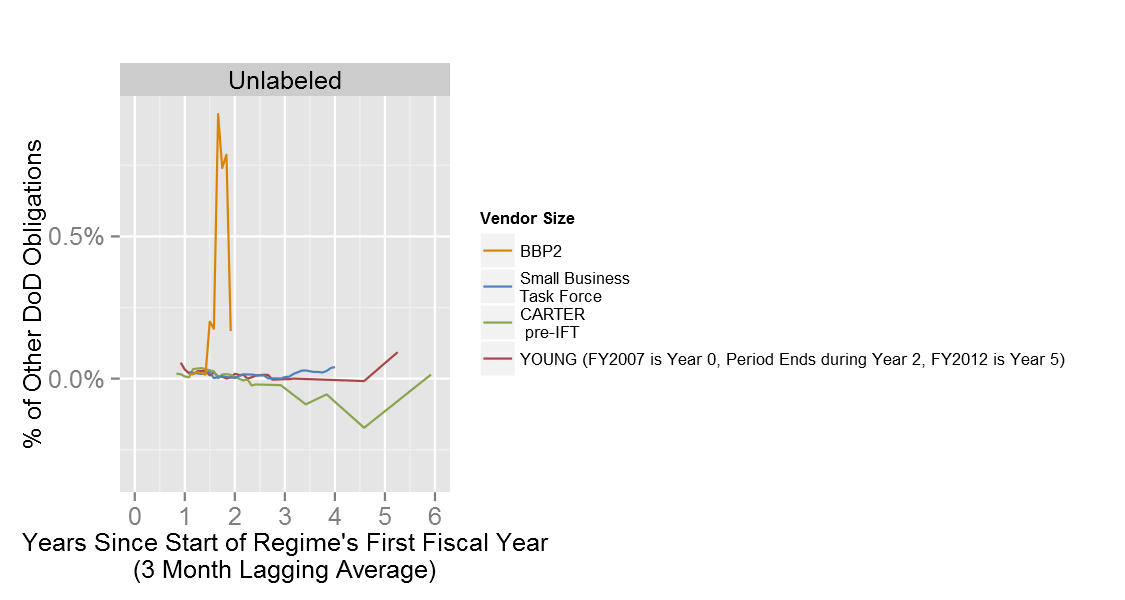 Unlabeled
% of Other DoD Obligations
0.5%
0.0%
0 1 2 3 4 5 6
Years Since Start of Regime's First Fiscal Year
(3 Month Lagging Average)
Vendor Size
BBP2
Small Business
Task Force
CARTER
pre-IFT
YOUNG (FY2007 is Year 0, Period Ends during Year 2, FY2012 is Year 5)